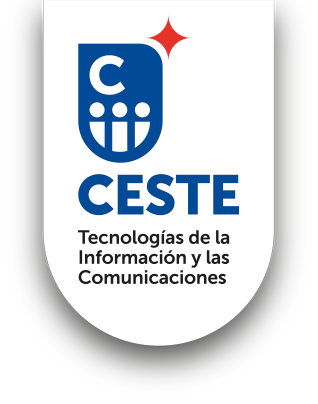 C
CESTE
Tecnologías de la
Información y las
Comunicaciones